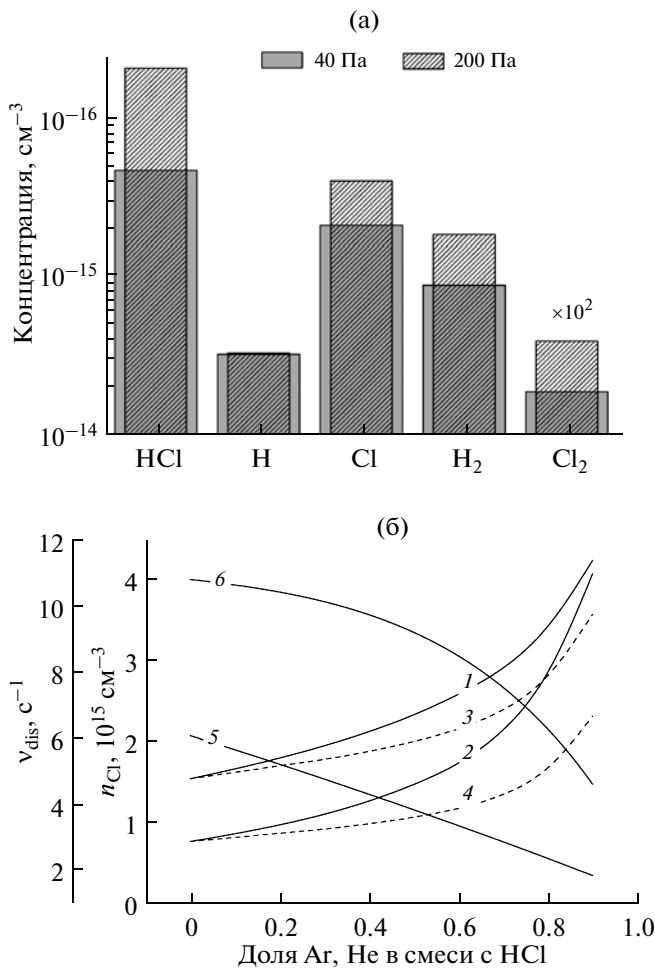 (а)
40 Па
200 Па
Концентрация, см⁻³
10⁻¹⁶
10⁻¹⁵
10⁻¹⁴
×10²
HCl H Cl H₂ Cl₂
(б)
ν_dis, с⁻¹
12
10
8
6
4
2
n_Cl, 10¹⁵ см⁻³
4
3
2
1
0
6
1
5
3
2
4
0 0.2 0.4 0.6 0.8 1.0
Доля Ar, He в смеси с HCl